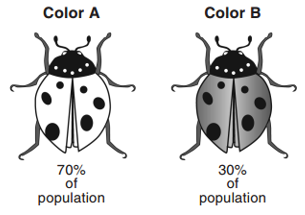 Color A
Color B
70%
of
population
30%
of
population